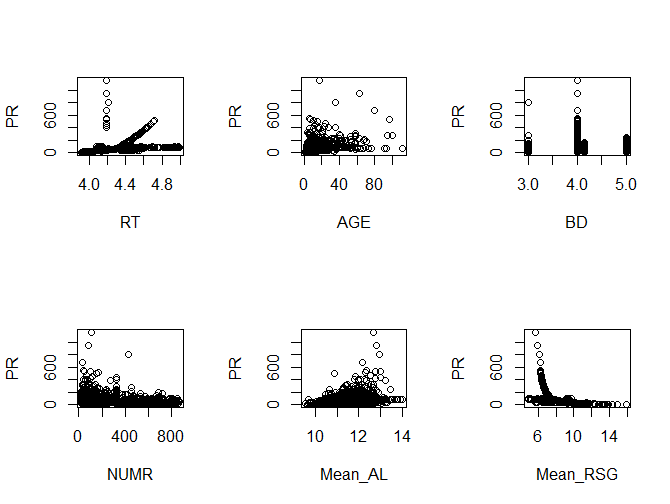 PR
0 600
4.0 4.4 4.8
RT
PR
0 600
0 40 80
AGE
PR
0 600
3.0 4.0 5.0
BD
PR
0 600
0 400 800
NUMR
PR
0 600
10 12 14
Mean_AL
PR
0 600
6 10 14
Mean_RSG